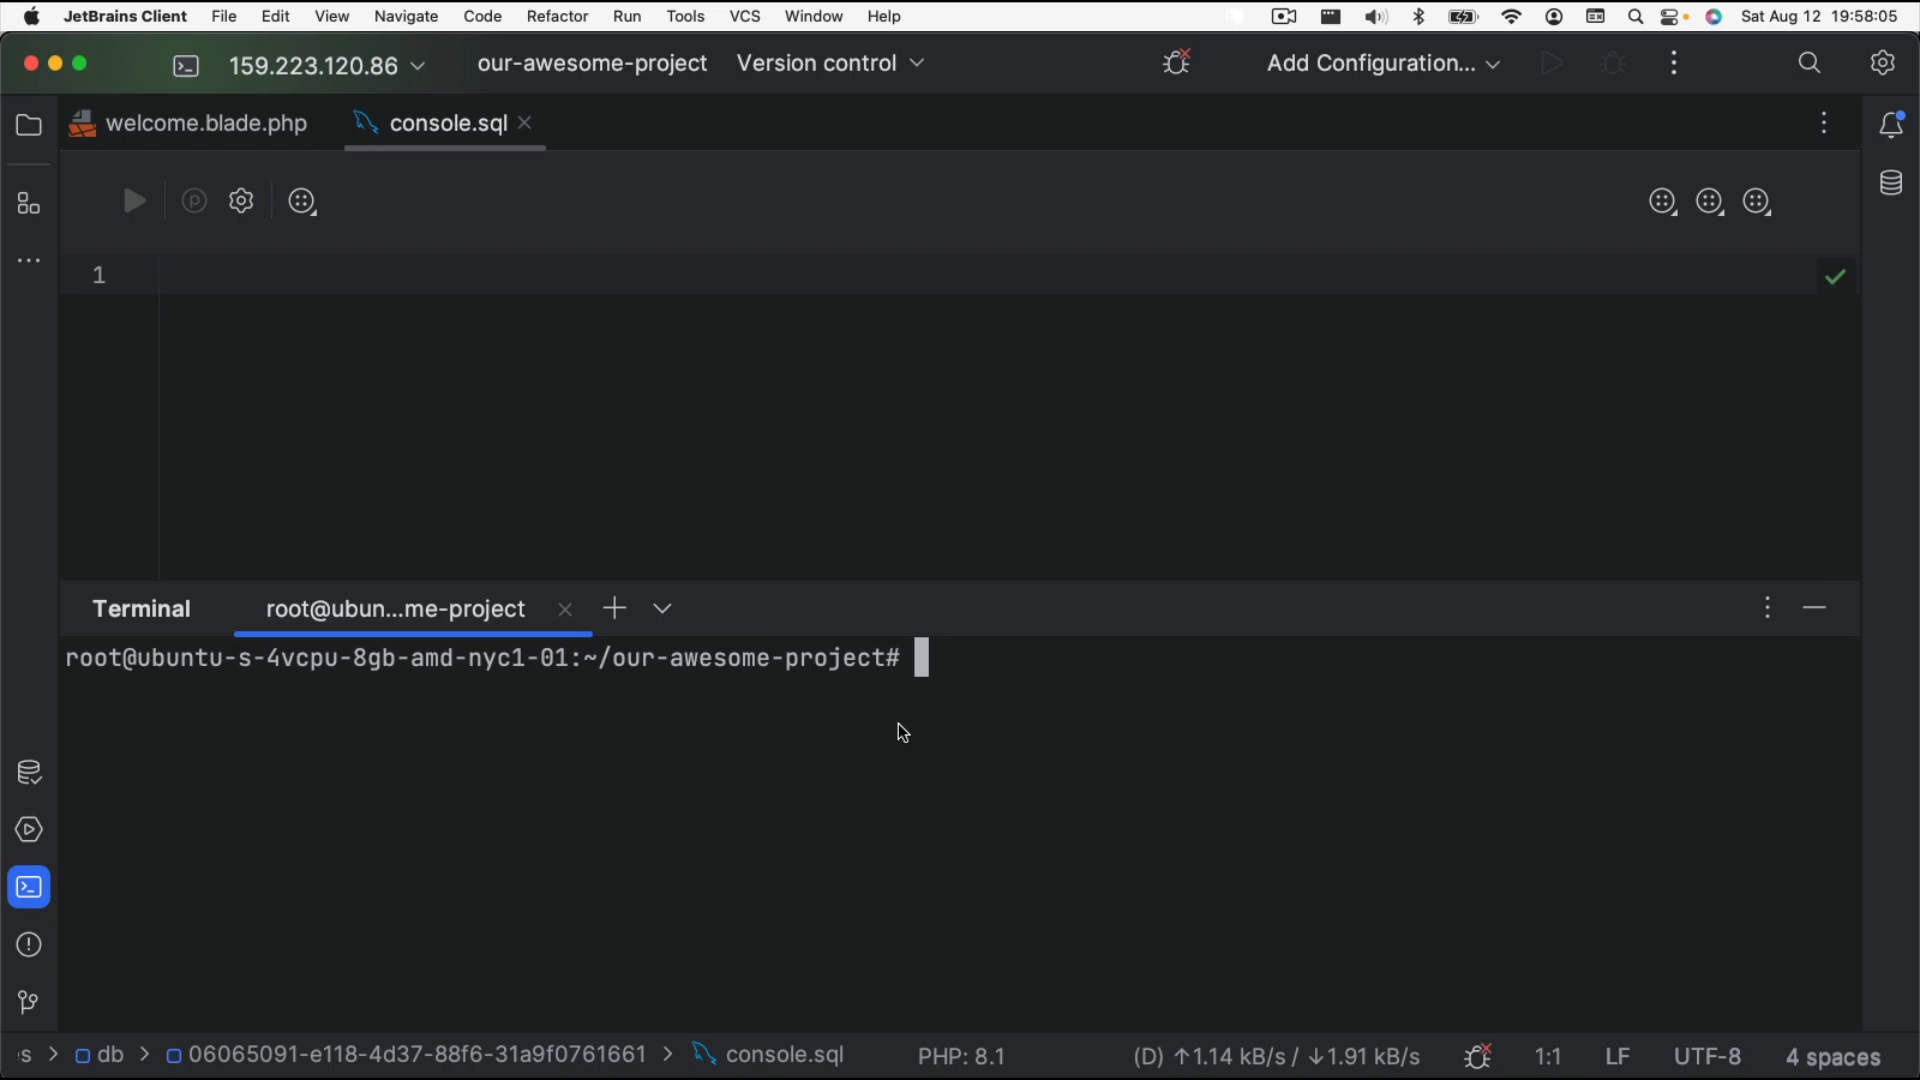 JetBrains Client File Edit View Navigate Code Refactor Run Tools VCS Window Help Sat Aug 12 19:58:05
159.223.120.86 our-awesome-project Version control Add Configuration...
welcome.blade.php console.sql
1
Terminal root@ubun...me-project
root@ubuntu-s-4vcpu-8gb-amd-nyc1-01:~/our-awesome-project#
s > db > 06065091-e118-4d37-88f6-31a9f0761661 > console.sql PHP: 8.1 (D) ↑1.14 kB/s / ↓1.91 kB/s 1:1 LF UTF-8 4 spaces